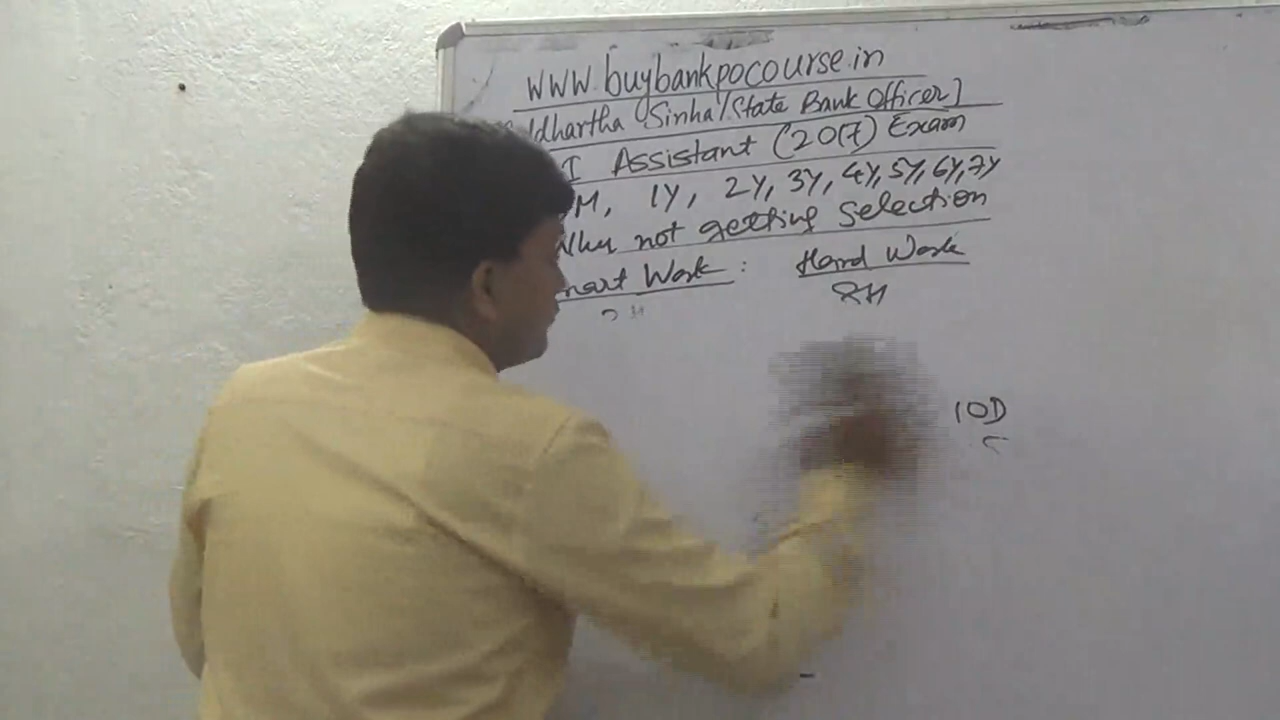 www.buybankpocourse.in
ddhartha Sinha/State Bank Officer]
I Assistant (2017) Exam
M, 1Y, 2Y, 3Y, 4Y, 5Y, 6Y, 7Y
not getting Selection
Work : Hard Work
8H
10D